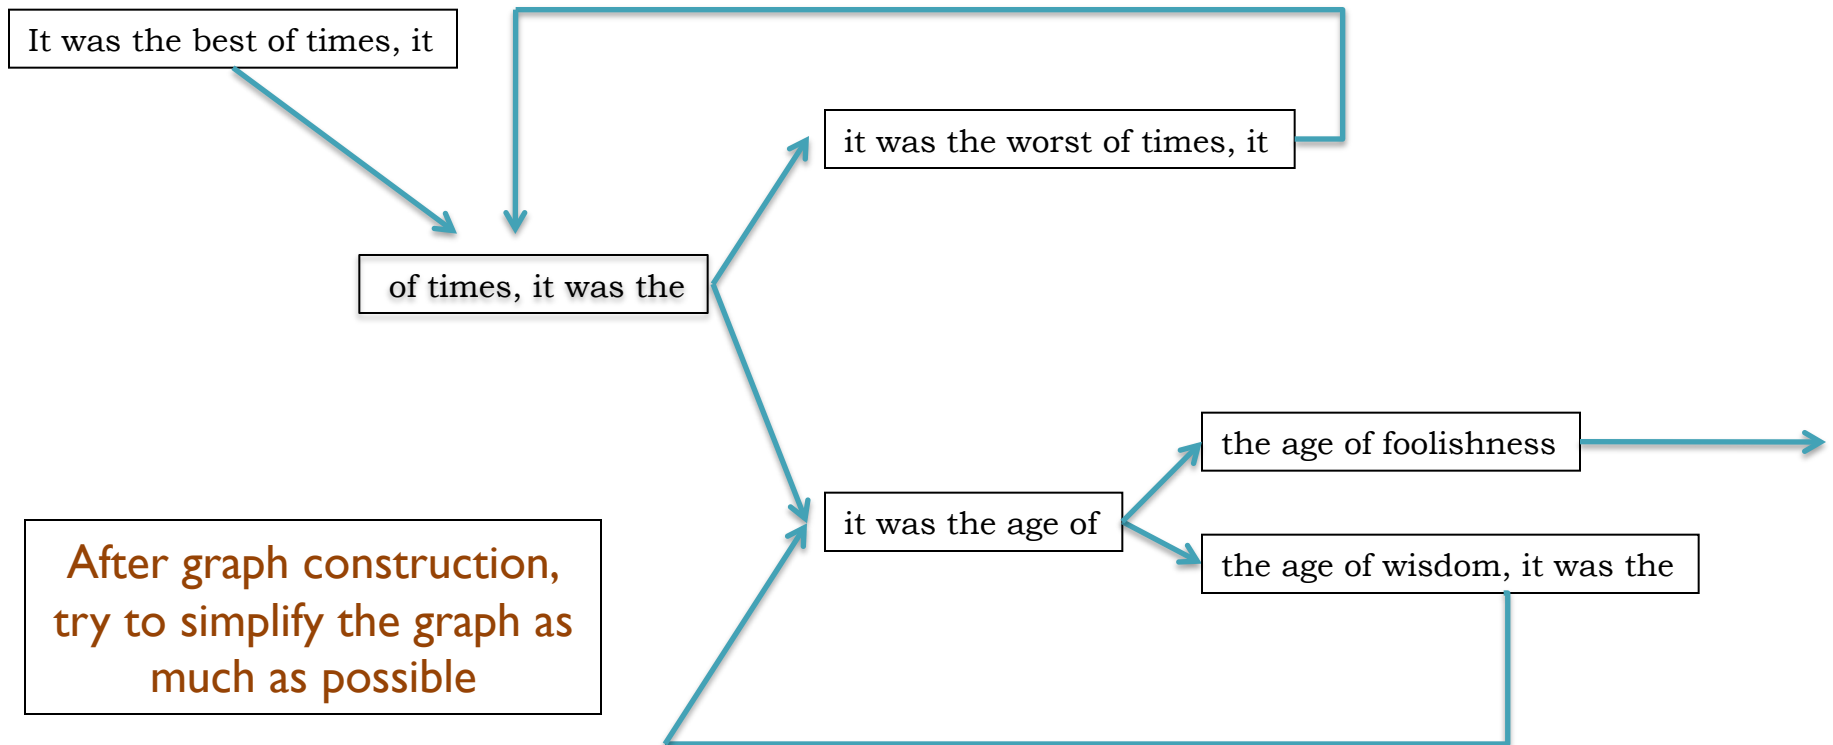 It was the best of times, it
it was the worst of times, it
of times, it was the
the age of foolishness
it was the age of
the age of wisdom, it was the
After graph construction,
try to simplify the graph as
much as possible